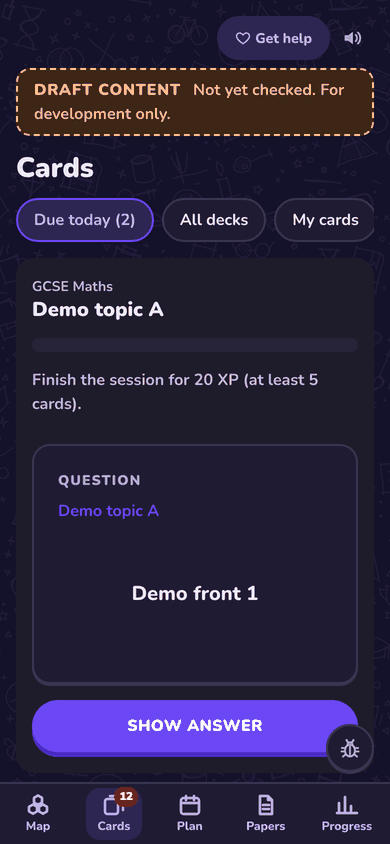 Get help
DRAFT CONTENT Not yet checked. For
development only.
Cards
Due today (2)
All decks
My cards
GCSE Maths
Demo topic A
Finish the session for 20 XP (at least 5
cards).
QUESTION
Demo topic A
Demo front 1
SHOW ANSWER
12
Map
Cards
Plan
Papers
Progress